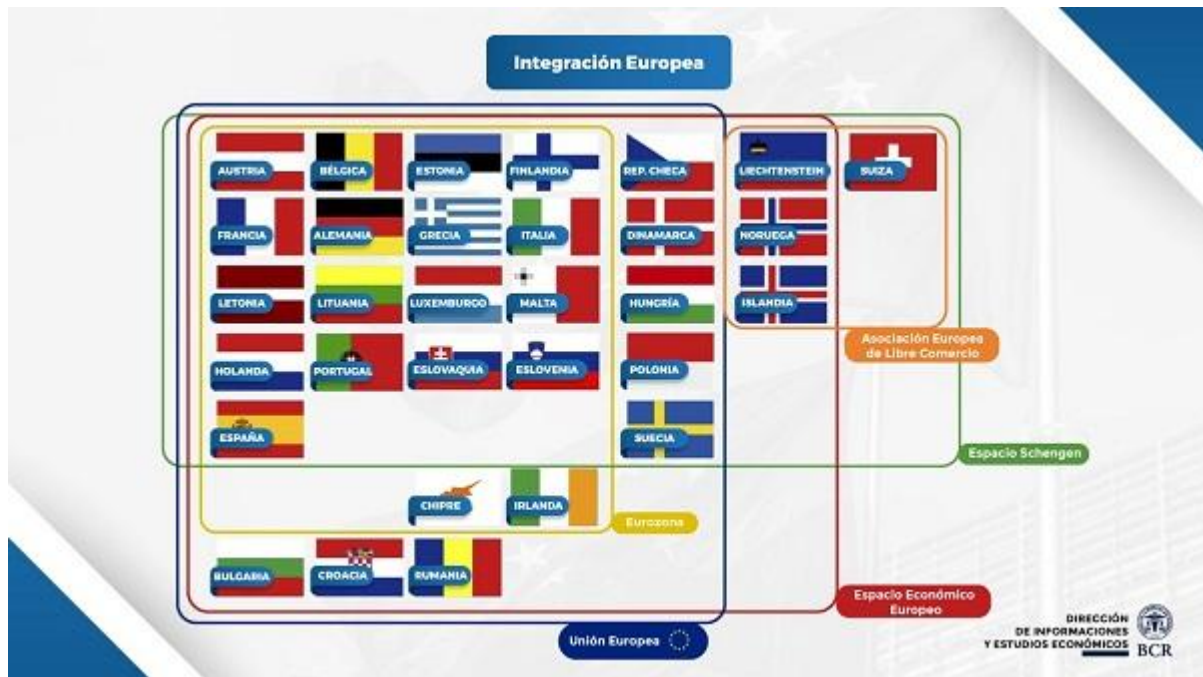 Integración Europea
AUSTRIA BÉLGICA ESTONIA FINLANDIA REP. CHECA LIECHTENSTEIN SUIZA
FRANCIA ALEMANIA GRECIA ITALIA DINAMARCA NORUEGA
LETONIA LITUANIA LUXEMBURGO MALTA HUNGRÍA ISLANDIA
Asociación Europea
de Libre Comercio
HOLANDA PORTUGAL ESLOVAQUIA ESLOVENIA POLONIA
ESPAÑA SUECIA
Espacio Schengen
CHIPRE IRLANDA
Eurozona
BULGARIA CROACIA RUMANIA
Espacio Económico
Europeo
Unión Europea
DIRECCIÓN
DE INFORMACIONES
Y ESTUDIOS ECONÓMICOS
BCR